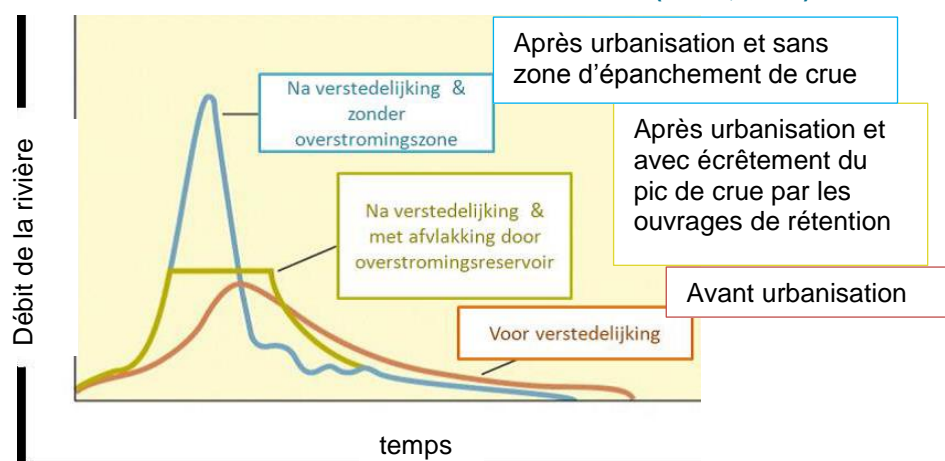 Après urbanisation et sans
zone d’épanchement de crue
Na verstedelijking &
zonder
overstromingszone
Après urbanisation et
avec écrêtement du
pic de crue par les
ouvrages de rétention
Na verstedelijking &
met afvlakking door
overstromingsreservoir
Avant urbanisation
Voor verstedelijking
Débit de la rivière
temps